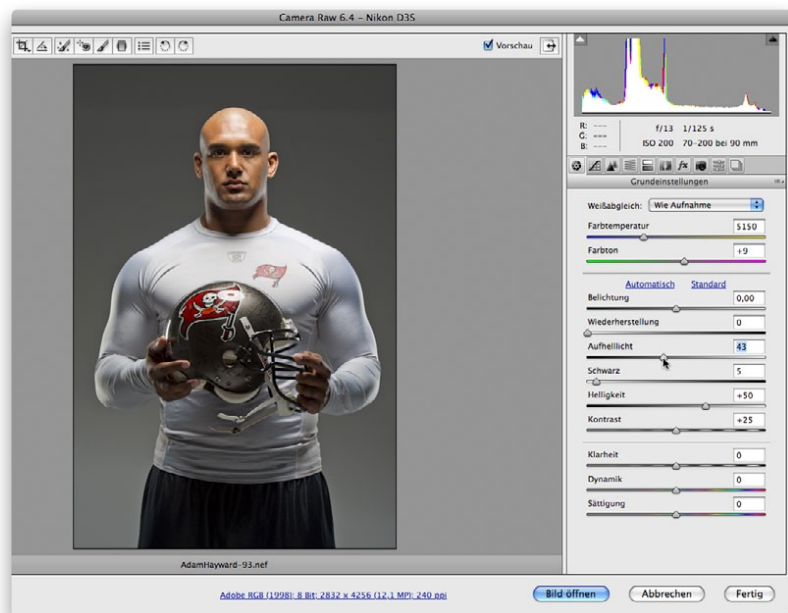 Camera Raw 6.4 – Nikon D3S
Vorschau
R: ---
G: ---
B: ---
f/13 1/125 s
ISO 200 70-200 bei 90 mm
fx
Grundeinstellungen
Weißabgleich: Wie Aufnahme
Farbtemperatur 5150
Farbton +9
Automatisch Standard
Belichtung 0,00
Wiederherstellung 0
Aufhelllicht 43
Schwarz 5
Helligkeit +50
Kontrast +25
Klarheit 0
Dynamik 0
Sättigung 0
AdamHayward-93.nef
Adobe RGB (1998); 8 Bit; 2832 x 4256 (12,1 MP); 240 ppi
Bild öffnen Abbrechen Fertig